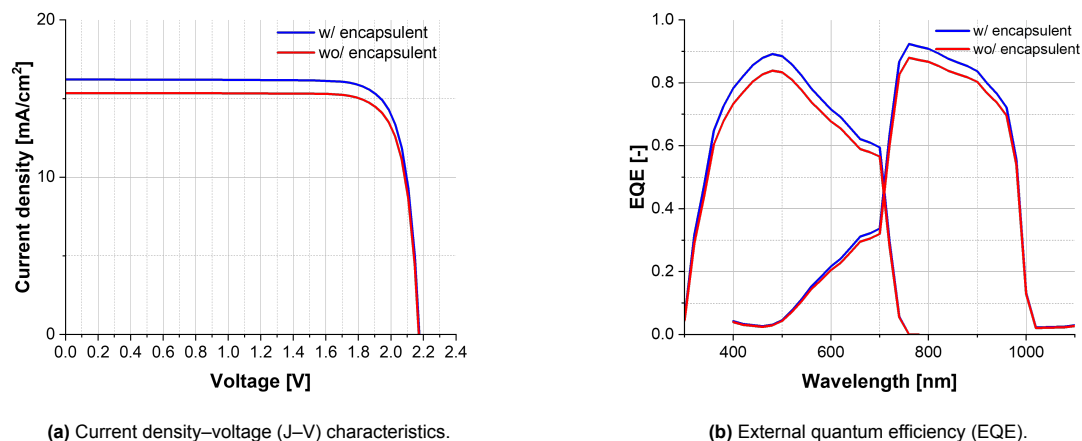 20
10
0
0.0 0.2 0.4 0.6 0.8 1.0 1.2 1.4 1.6 1.8 2.0 2.2 2.4
Voltage [V]
Current density [mA/cm²]
w/ encapsulent
wo/ encapsulent
(a) Current density–voltage (J–V) characteristics.
1.0
0.8
0.6
0.4
0.2
0.0
400 600 800 1000
Wavelength [nm]
EQE [-]
w/ encapsulent
wo/ encapsulent
(b) External quantum efficiency (EQE).